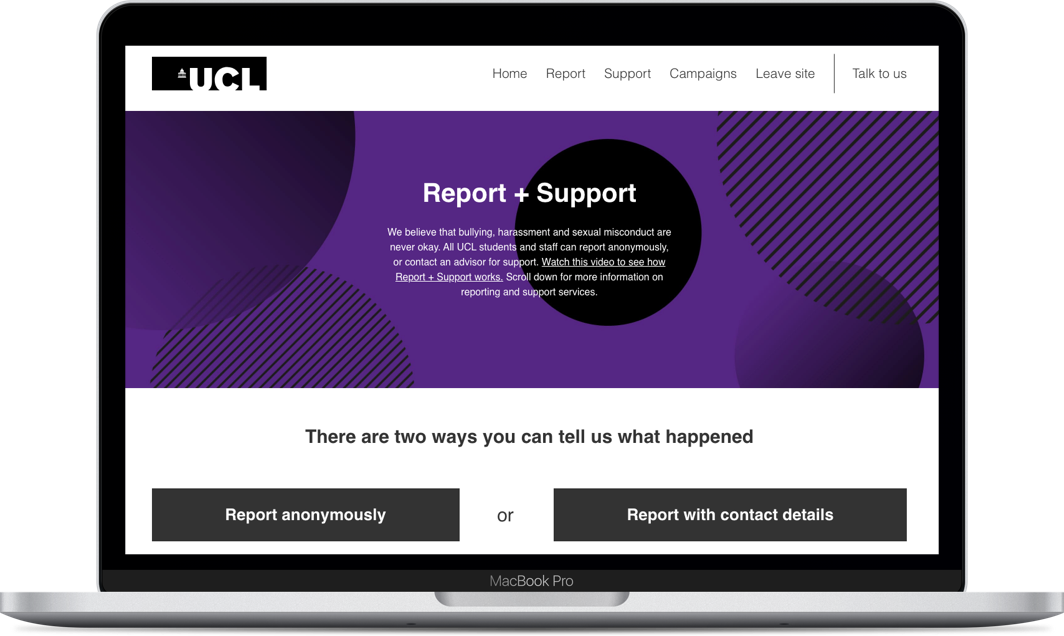 UCL
Home Report Support Campaigns Leave site Talk to us
Report + Support
We believe that bullying, harassment and sexual misconduct are
never okay. All UCL students and staff can report anonymously,
or contact an advisor for support. Watch this video to see how
Report + Support works. Scroll down for more information on
reporting and support services.
There are two ways you can tell us what happened
Report anonymously or Report with contact details
MacBook Pro